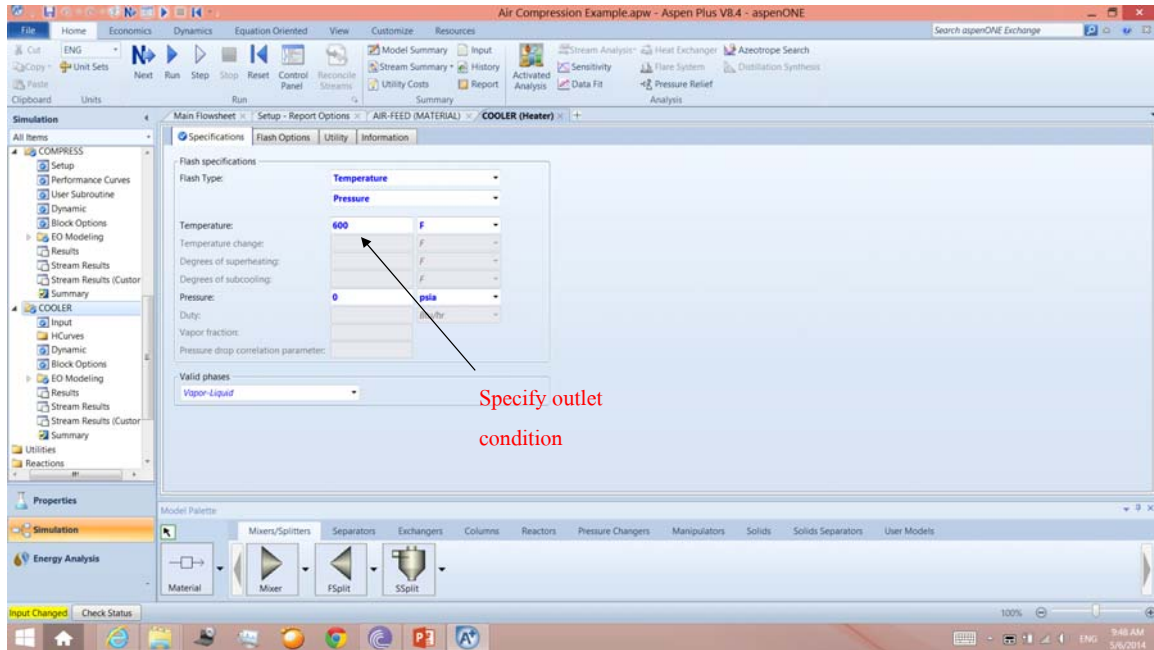 Air Compression Example.apw - Aspen Plus V8.4 - aspenONE
File Home Economics Dynamics Equation Oriented View Customize Resources Search aspenONE Exchange
Cut ENG Model Summary Input Stream Analysis Heat Exchanger Azeotrope Search
Copy Unit Sets Stream Summary History Sensitivity Flare System Distillation Synthesis
Paste Next Run Step Stop Reset Control Panel Reconcile Streams Utility Costs Report Activated Analysis Data Fit Pressure Relief
Clipboard Units Run Summary Analysis
Simulation Main Flowsheet Setup - Report Options AIR-FEED (MATERIAL) COOLER (Heater)
All Items Specifications Flash Options Utility Information
COMPRESS
Setup
Performance Curves
User Subroutine
Dynamic
Block Options
EO Modeling
Results
Stream Results
Stream Results (Custor
Summary
COOLER
Input
HCurves
Dynamic
Block Options
EO Modeling
Results
Stream Results
Stream Results (Custor
Summary
Utilities
Reactions
Flash specifications
Flash Type: Temperature
Pressure
Temperature: 600 F
Temperature change: F
Degrees of superheating: F
Degrees of subcooling: F
Pressure: 0 psia
Duty: Btu/hr
Vapor fraction:
Pressure drop correlation parameter:
Valid phases
Vapor-Liquid
Specify outlet
condition
Properties
Simulation
Energy Analysis
Model Palette
Mixers/Splitters Separators Exchangers Columns Reactors Pressure Changers Manipulators Solids Solids Separators User Models
Material Mixer FSplit SSplit
Input Changed Check Status 100%
ENG 9:48 AM
5/6/2014